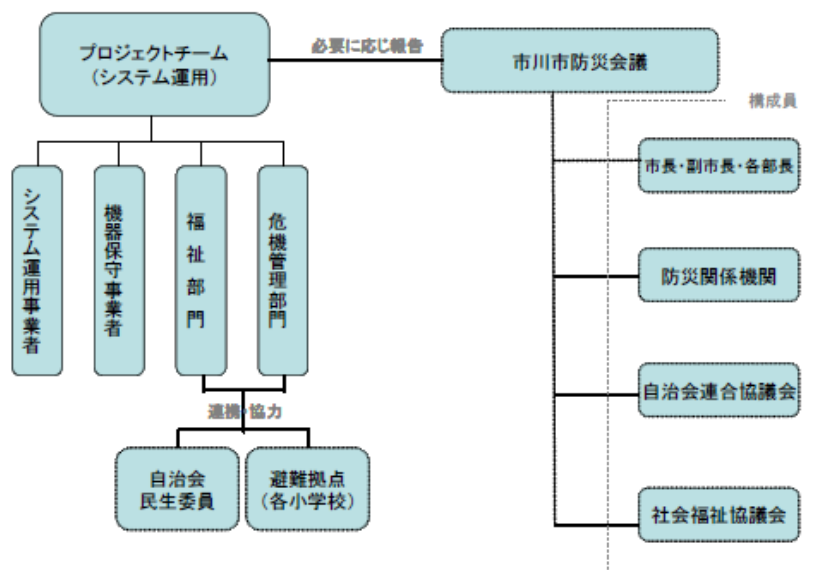 プロジェクトチーム
（システム運用）
必要に応じ報告
市川市防災会議
構成員
システム運用事業者
機器保守事業者
福祉部門
危機管理部門
市長・副市長・各部長
防災関係機関
自治会連合協議会
社会福祉協議会
連携・協力
自治会
民生委員
避難拠点
（各小学校）